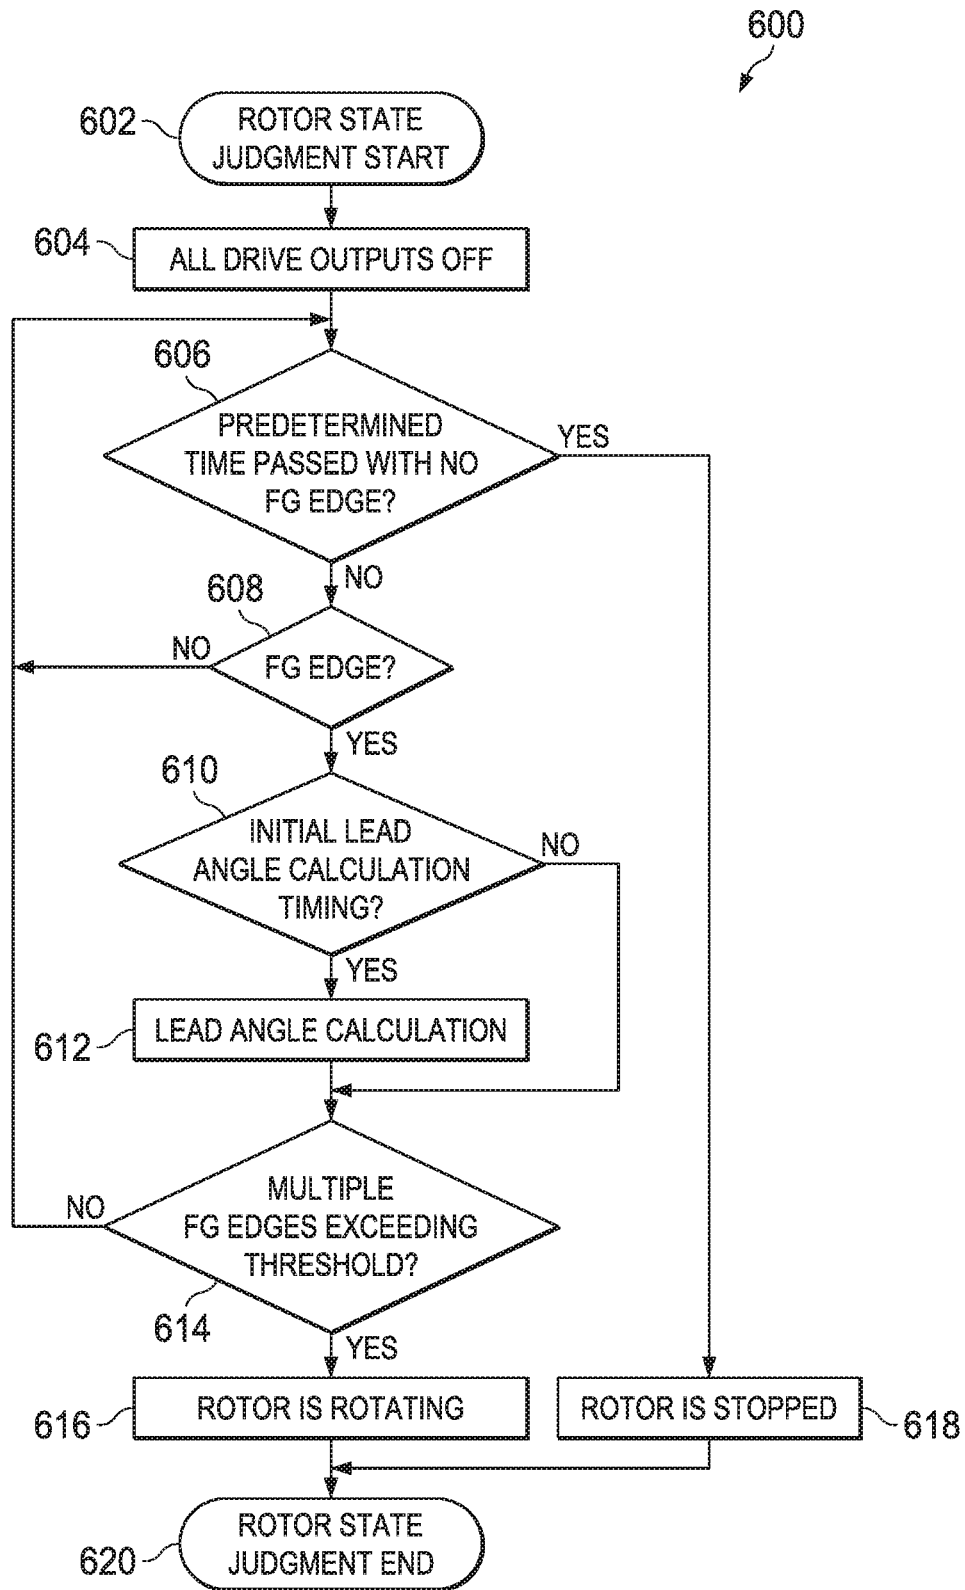 600
602
ROTOR STATE
JUDGMENT START
604
ALL DRIVE OUTPUTS OFF
606
PREDETERMINED
TIME PASSED WITH NO
FG EDGE?
YES
NO
608
FG EDGE?
NO
YES
610
INITIAL LEAD
ANGLE CALCULATION
TIMING?
NO
YES
612
LEAD ANGLE CALCULATION
MULTIPLE
FG EDGES EXCEEDING
THRESHOLD?
NO
614
YES
616
ROTOR IS ROTATING
ROTOR IS STOPPED
618
620
ROTOR STATE
JUDGMENT END